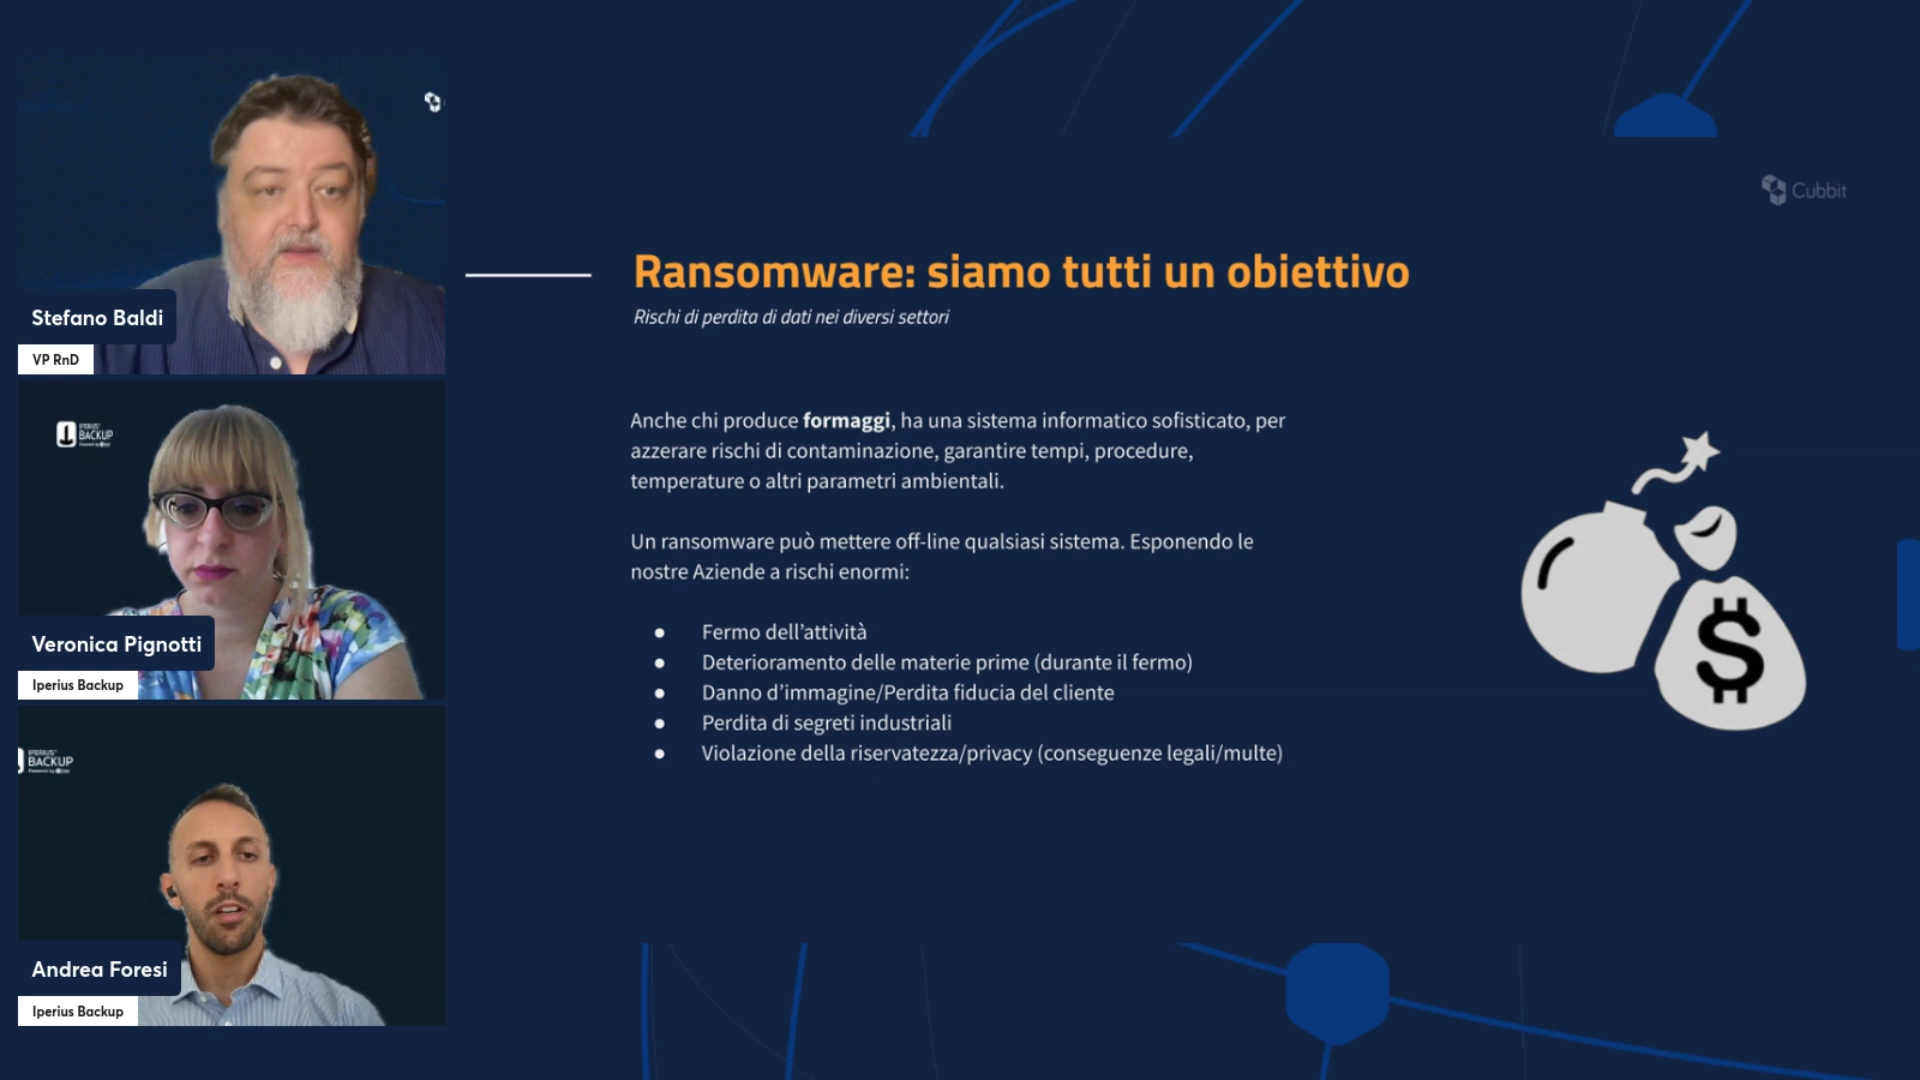 Stefano Baldi
VP RnD
IPERIUS
BACKUP
Veronica Pignotti
Iperius Backup
IPERIUS
BACKUP
Andrea Foresi
Iperius Backup
Cubbit
Ransomware: siamo tutti un obiettivo
Rischi di perdita di dati nei diversi settori
Anche chi produce formaggi, ha una sistema informatico sofisticato, per
azzerare rischi di contaminazione, garantire tempi, procedure,
temperature o altri parametri ambientali.
Un ransomware può mettere off-line qualsiasi sistema. Esponendo le
nostre Aziende a rischi enormi:
● Fermo dell’attività
● Deterioramento delle materie prime (durante il fermo)
● Danno d’immagine/Perdita fiducia del cliente
● Perdita di segreti industriali
● Violazione della riservatezza/privacy (conseguenze legali/multe)
$